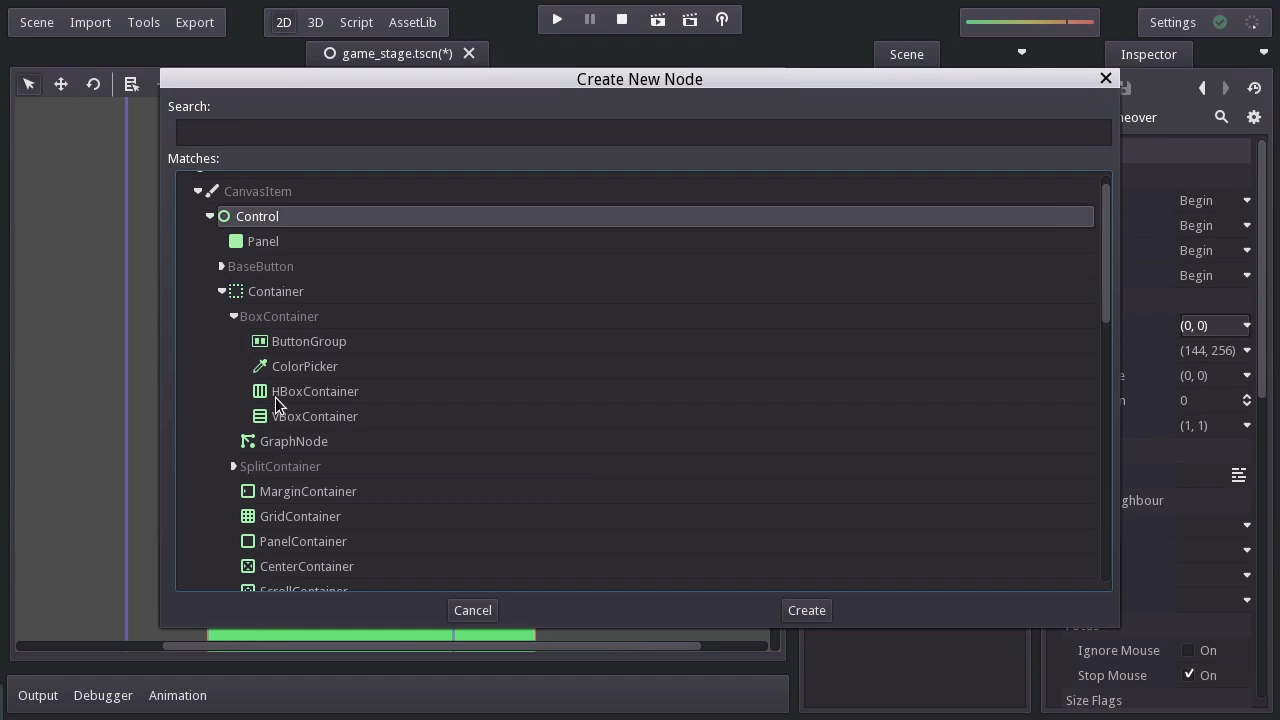 Scene Import Tools Export 2D 3D Script AssetLib Settings
game_stage.tscn(*) Scene Inspector
Create New Node
Search:
Matches:
CanvasItem
Control
Panel
BaseButton
Container
BoxContainer
ButtonGroup
ColorPicker
HBoxContainer
VBoxContainer
GraphNode
SplitContainer
MarginContainer
GridContainer
PanelContainer
CenterContainer
ScrollContainer
Cancel Create
Begin
Begin
Begin
Begin
(0, 0)
(144, 256)
(0, 0)
0
(1, 1)
Ignore Mouse On
Stop Mouse On
Size Flags
Output Debugger Animation